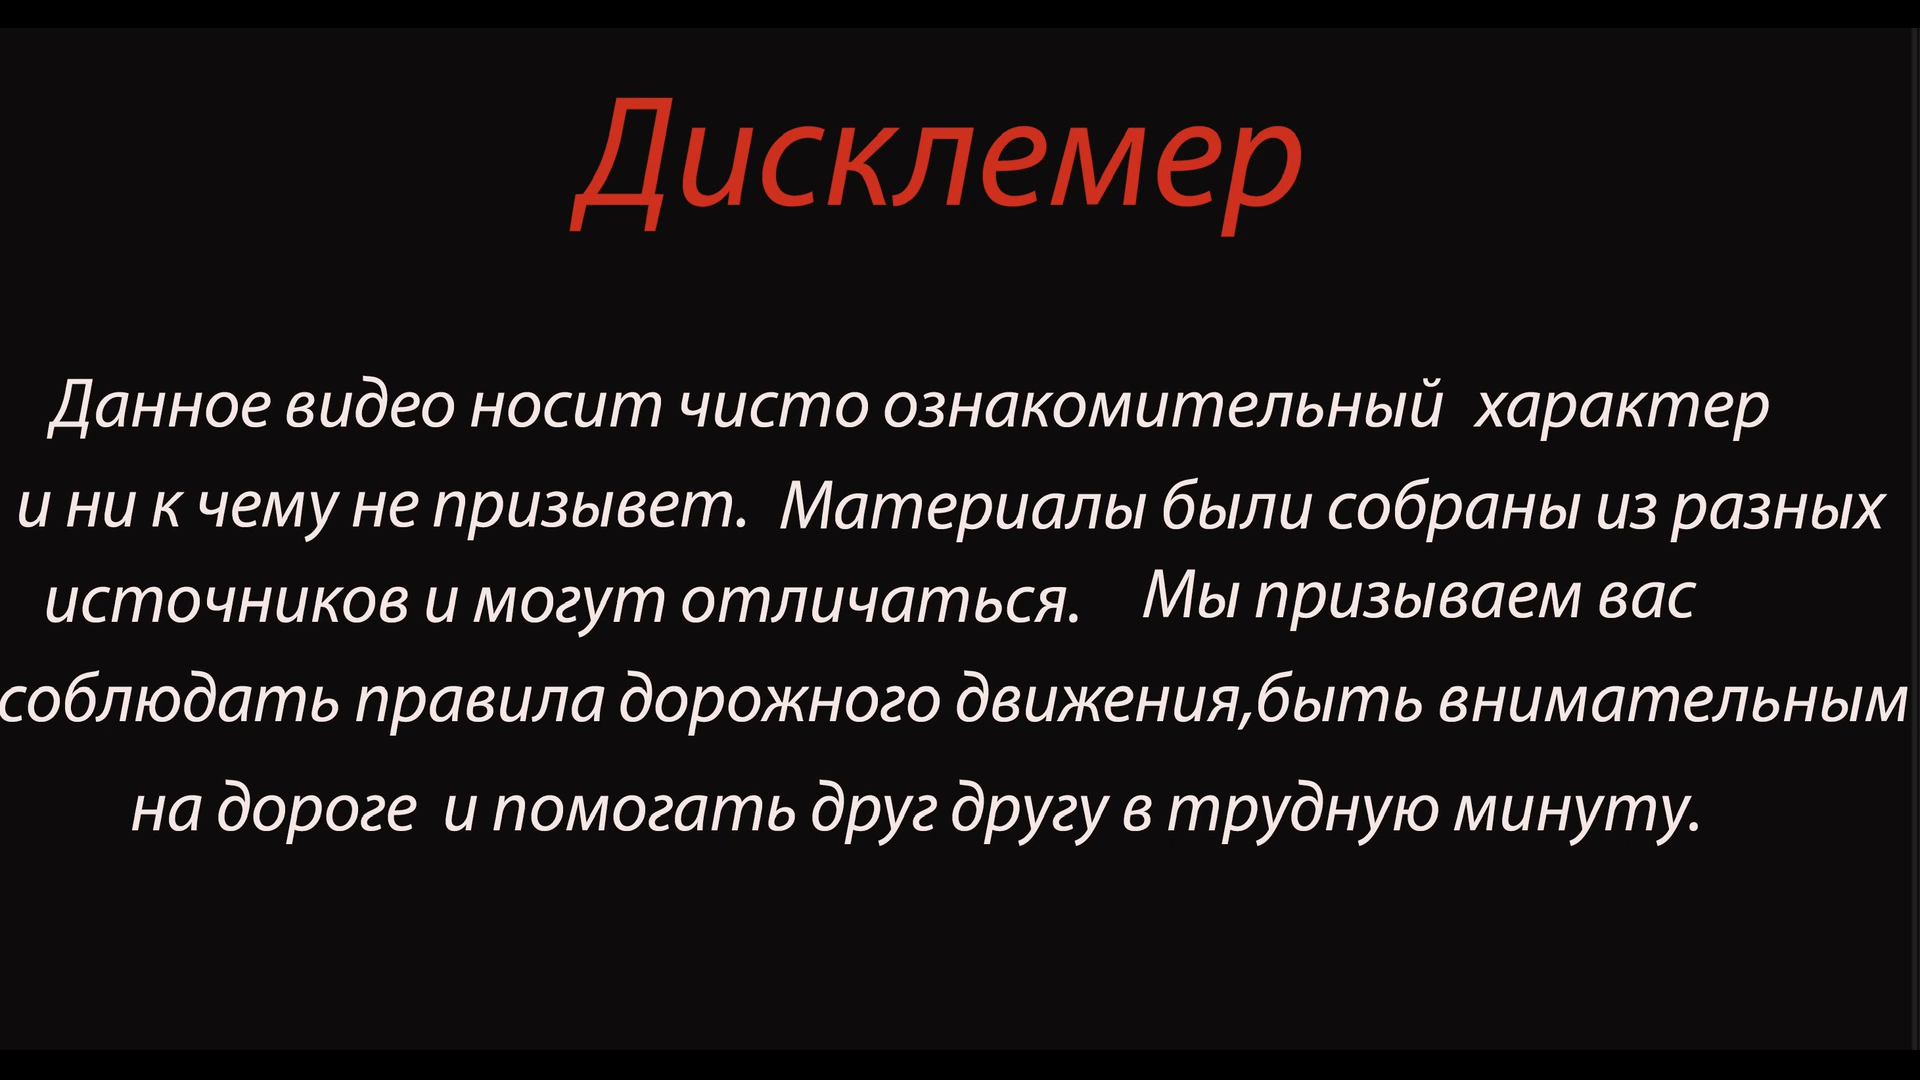 Дисклемер
Данное видео носит чисто ознакомительный характер
и ни к чему не призывет. Материалы были собраны из разных
источников и могут отличаться. Мы призываем вас
соблюдать правила дорожного движения,быть внимательным
на дороге и помогать друг другу в трудную минуту.